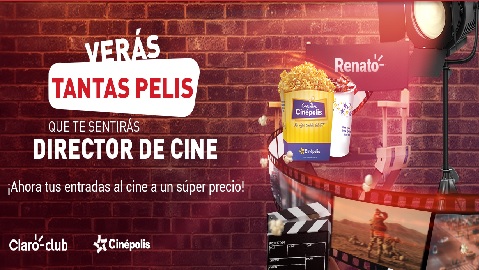 VERÁS
TANTAS PELIS
QUE TE SENTIRÁS
DIRECTOR DE CINE
¡Ahora tus entradas al cine a un súper precio!
Claro club
Cinépolis
Renato
Cinépolis
Cinépolis